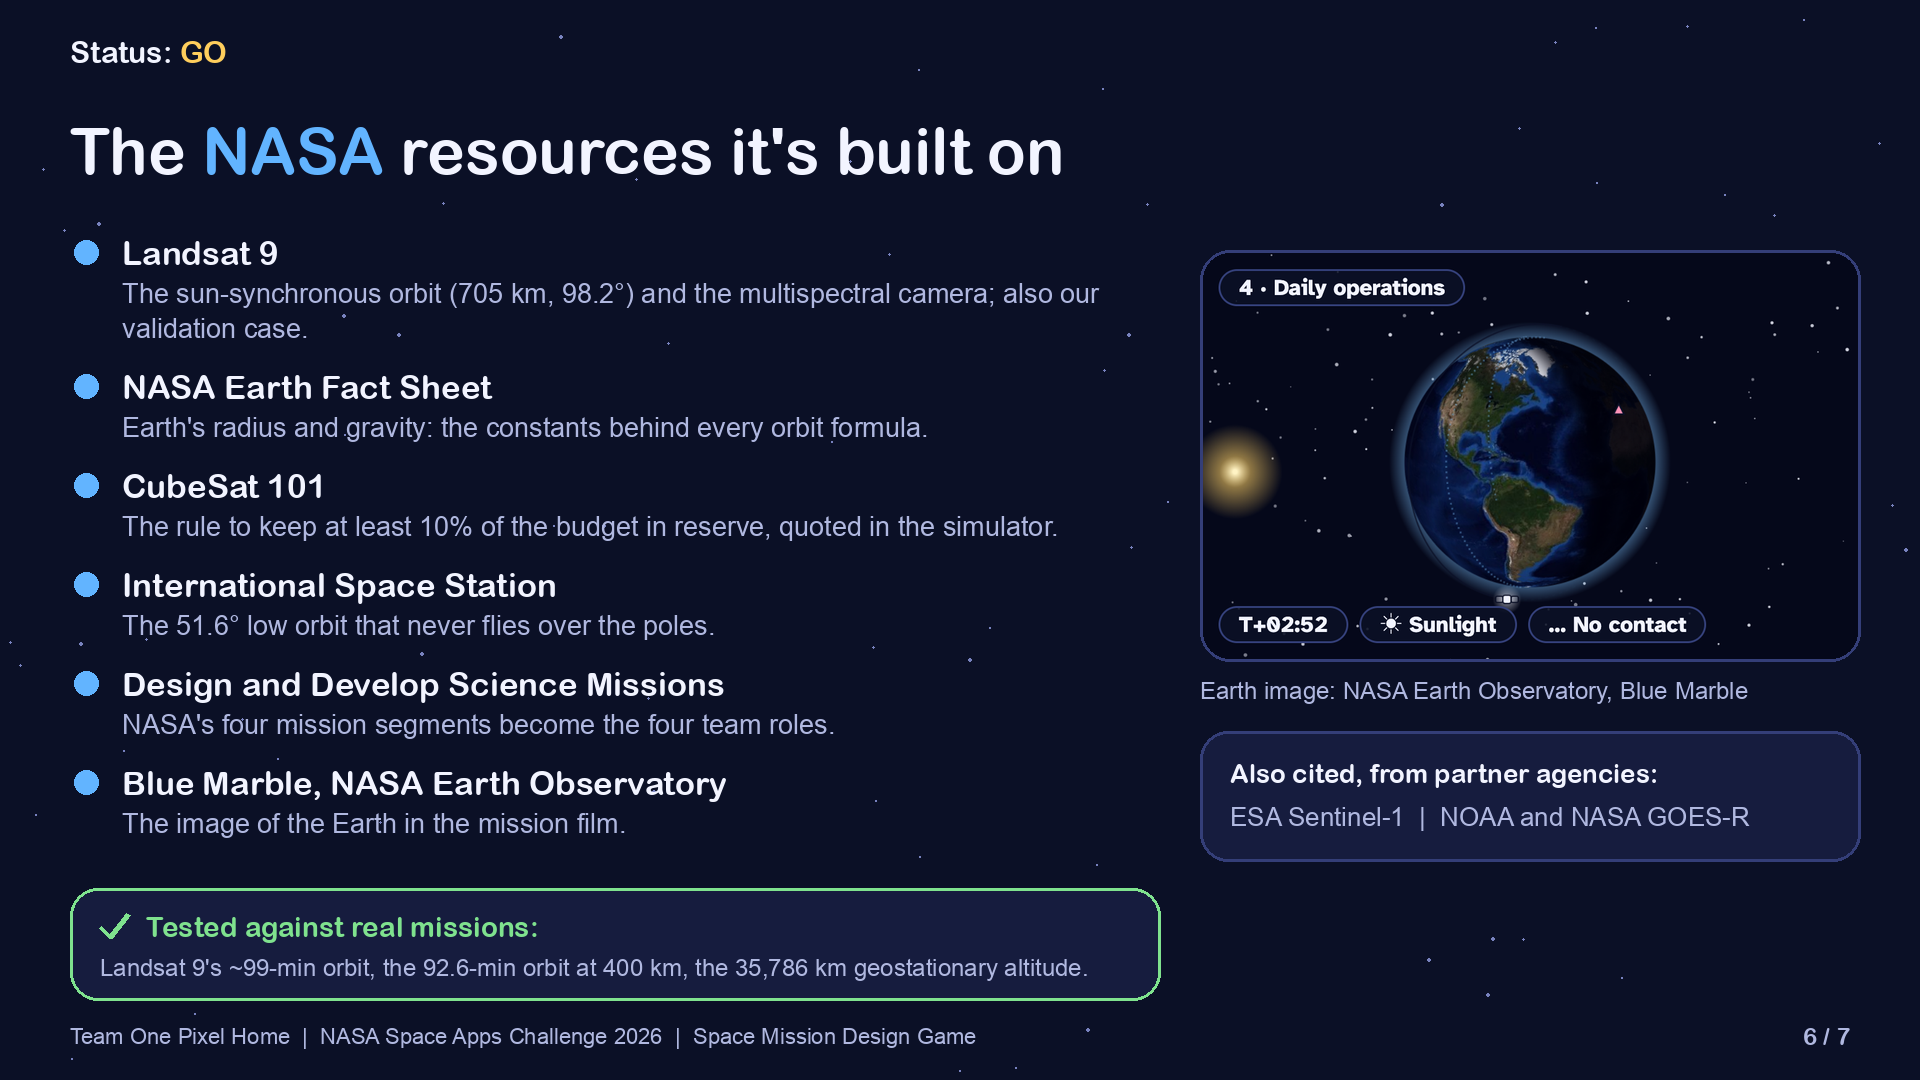 Status: GO
The NASA resources it's built on
Landsat 9
The sun-synchronous orbit (705 km, 98.2°) and the multispectral camera; also our
validation case.
NASA Earth Fact Sheet
Earth's radius and gravity: the constants behind every orbit formula.
CubeSat 101
The rule to keep at least 10% of the budget in reserve, quoted in the simulator.
International Space Station
The 51.6° low orbit that never flies over the poles.
Design and Develop Science Missions
NASA's four mission segments become the four team roles.
Blue Marble, NASA Earth Observatory
The image of the Earth in the mission film.
✓ Tested against real missions:
Landsat 9's ~99-min orbit, the 92.6-min orbit at 400 km, the 35,786 km geostationary altitude.
4 · Daily operations
T+02:52
☀ Sunlight
... No contact
Earth image: NASA Earth Observatory, Blue Marble
Also cited, from partner agencies:
ESA Sentinel-1 | NOAA and NASA GOES-R
Team One Pixel Home | NASA Space Apps Challenge 2026 | Space Mission Design Game
6 / 7